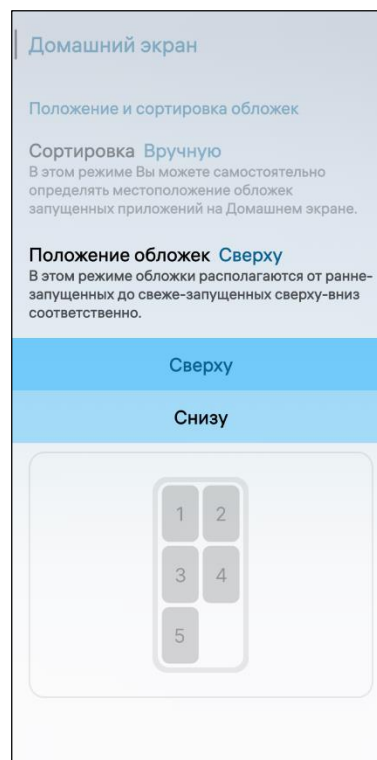 Домашний экран
Положение и сортировка обложек
Сортировка Вручную
В этом режиме Вы можете самостоятельно
определять местоположение обложек
запущенных приложений на Домашнем экране.
Положение обложек Сверху
В этом режиме обложки располагаются от ранне-
запущенных до свеже-запущенных сверху-вниз
соответственно.
Сверху
Снизу
1 2
3 4
5